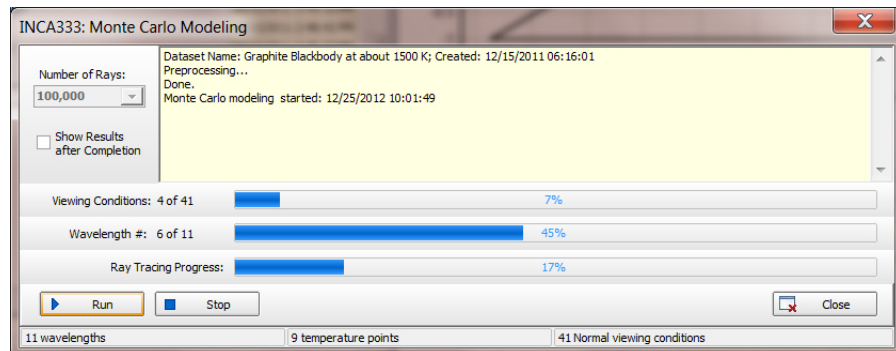 INCA333: Monte Carlo Modeling
Number of Rays:
100,000
Show Results
after Completion
Dataset Name: Graphite Blackbody at about 1500 K; Created: 12/15/2011 06:16:01
Preprocessing...
Done.
Monte Carlo modeling started: 12/25/2012 10:01:49
Viewing Conditions: 4 of 41
7%
Wavelength #: 6 of 11
45%
Ray Tracing Progress:
17%
Run
Stop
Close
11 wavelengths
9 temperature points
41 Normal viewing conditions